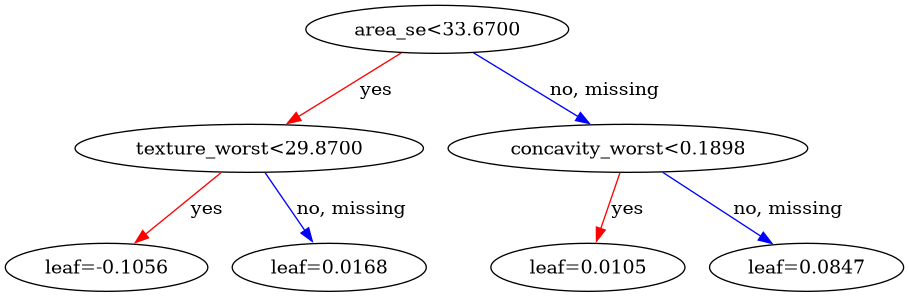 area_se<33.6700
yes
no, missing
texture_worst<29.8700
concavity_worst<0.1898
yes
no, missing
yes
no, missing
leaf=-0.1056
leaf=0.0168
leaf=0.0105
leaf=0.0847